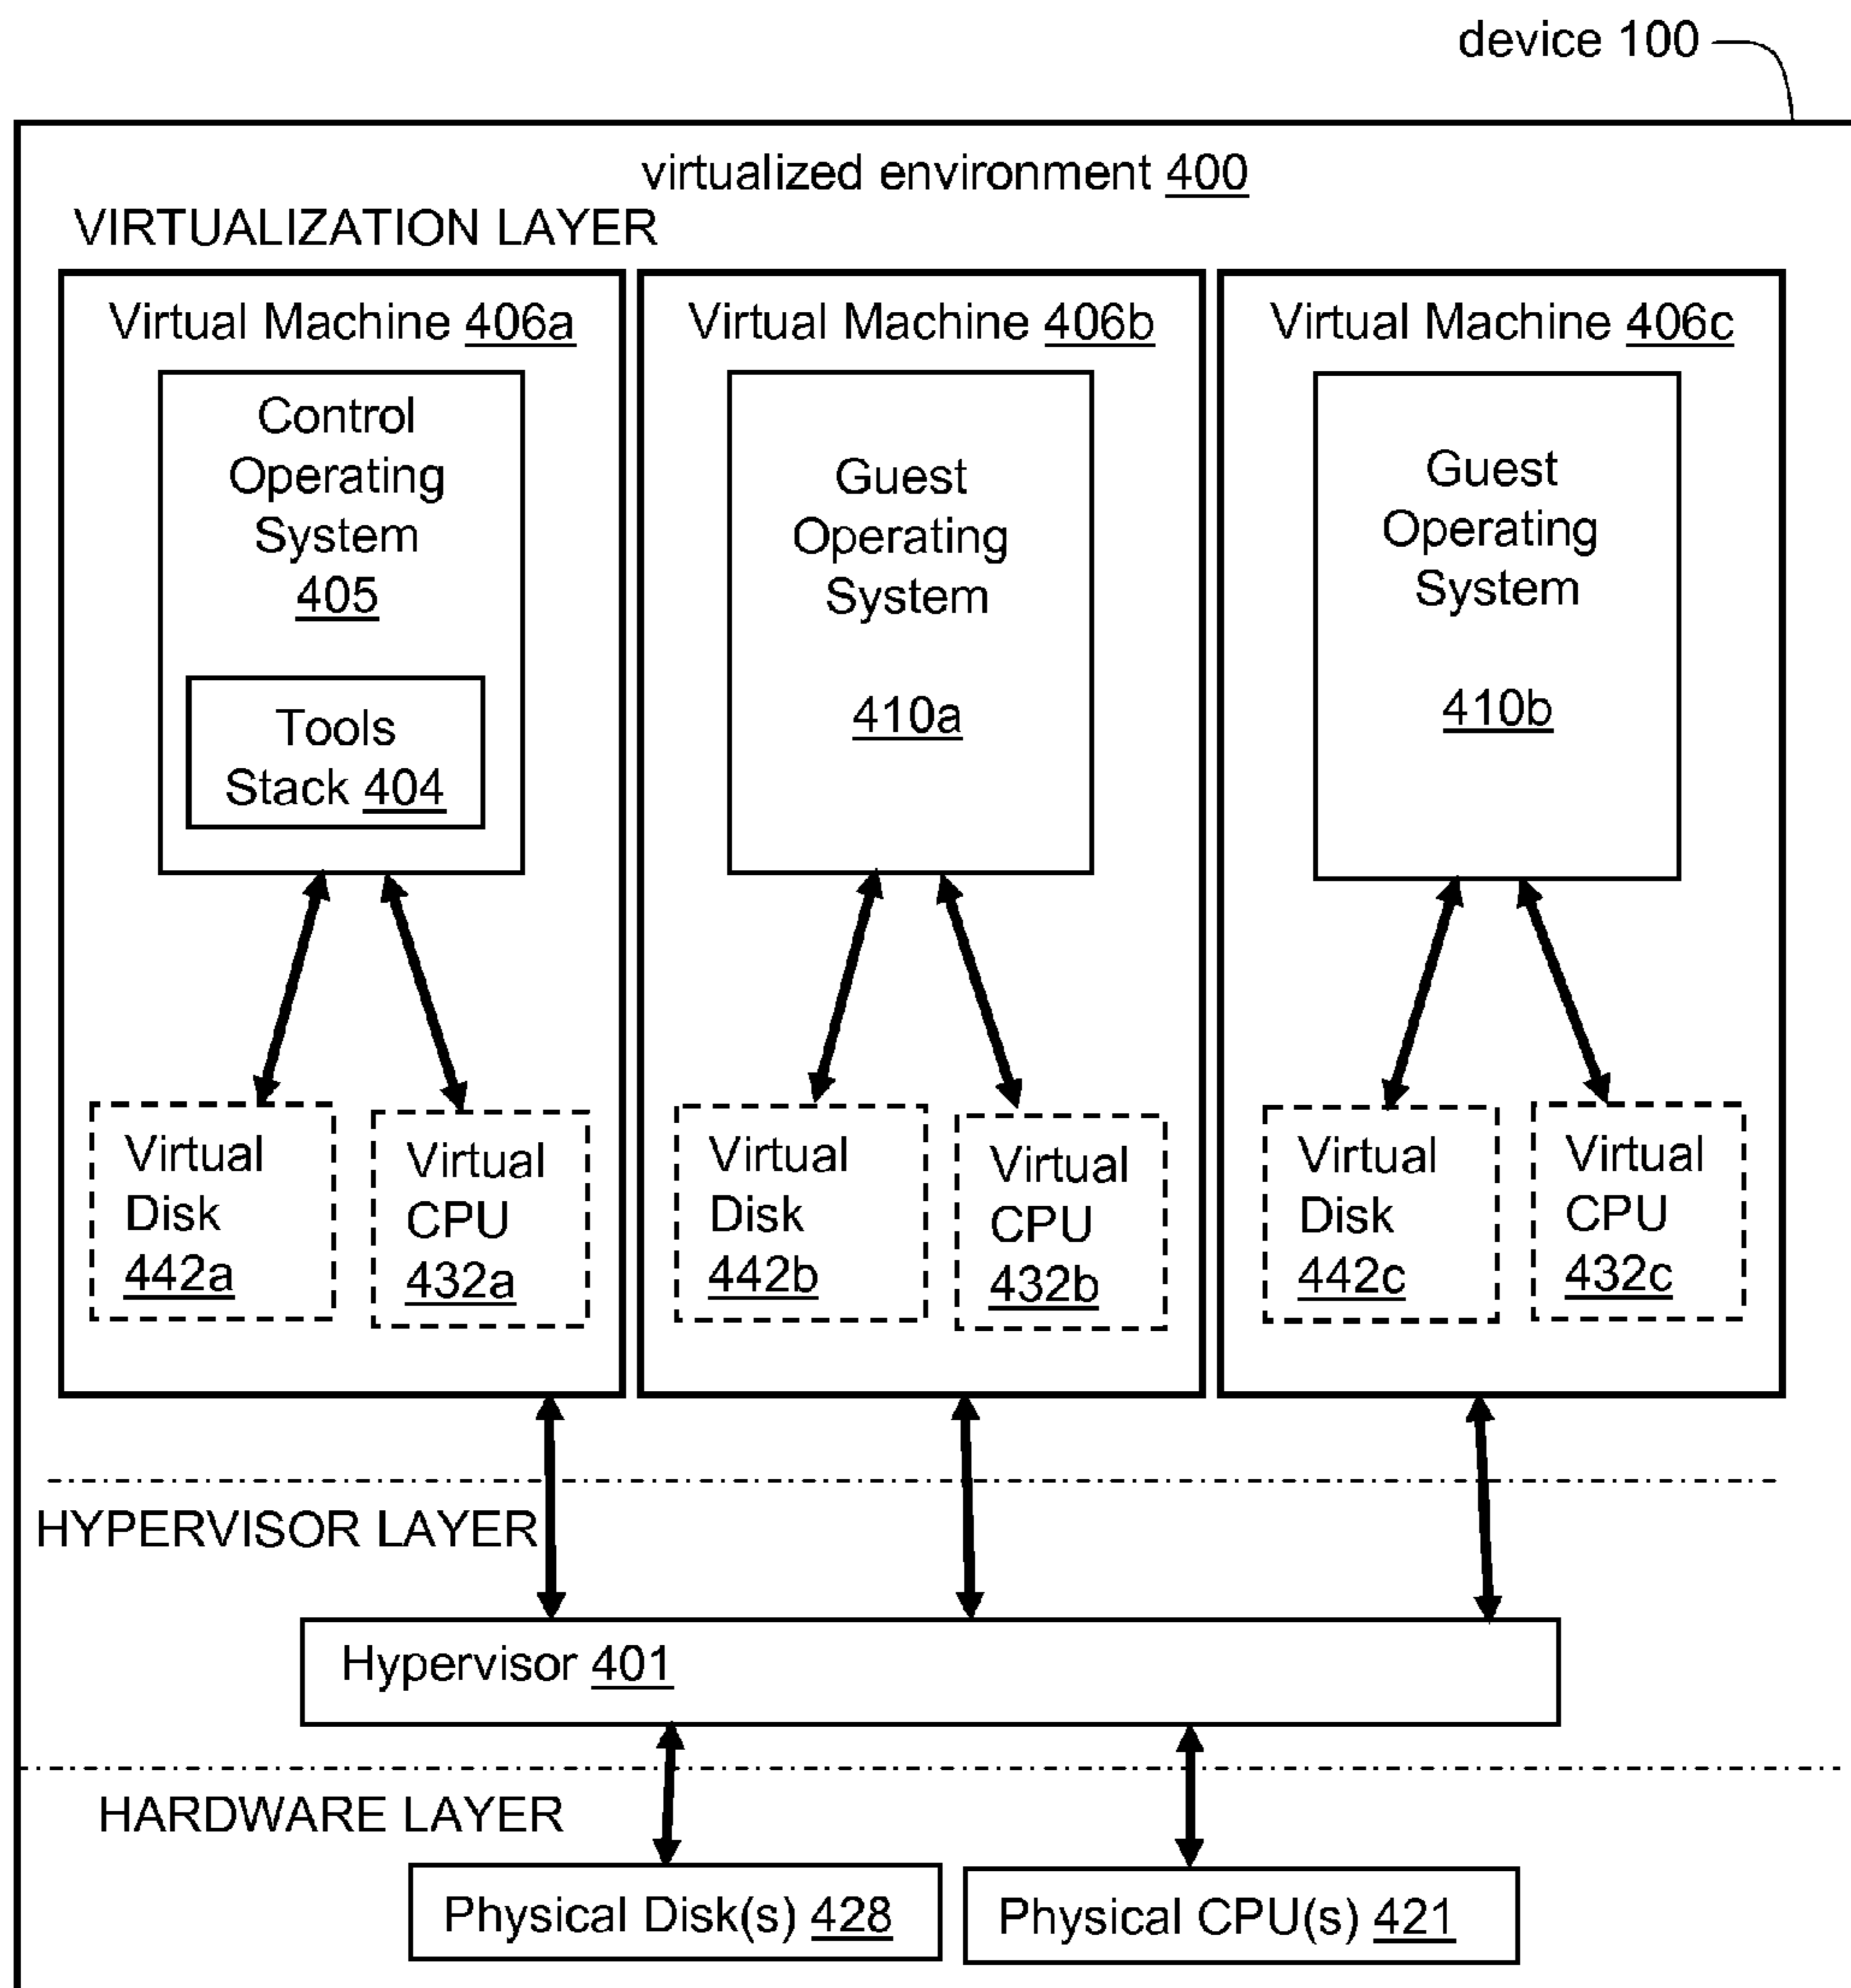 device 100
virtualized environment 400
VIRTUALIZATION LAYER
Virtual Machine 406a
Control
Operating
System
405
Tools
Stack 404
Virtual
Disk
442a
Virtual
CPU
432a
Virtual Machine 406b
Guest
Operating
System
410a
Virtual
Disk
442b
Virtual
CPU
432b
Virtual Machine 406c
Guest
Operating
System
410b
Virtual
Disk
442c
Virtual
CPU
432c
HYPERVISOR LAYER
Hypervisor 401
HARDWARE LAYER
Physical Disk(s) 428
Physical CPU(s) 421